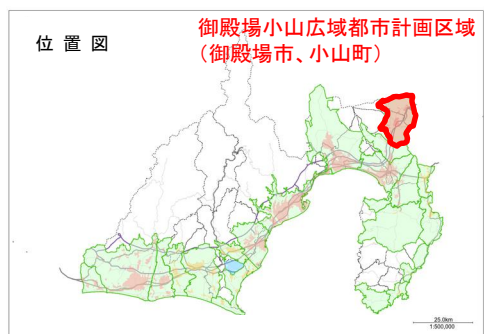 御殿場小山広域都市計画区域
位置図
（御殿場市、小山町）
25.0km
1:500,000